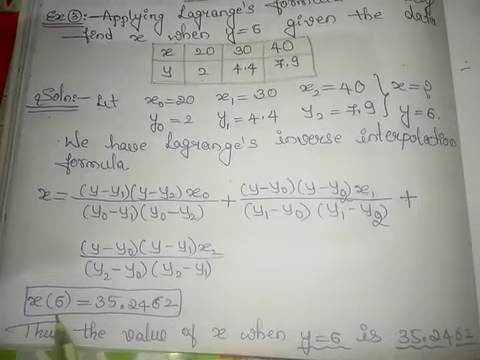 Ex ③:- Applying Lagrange's formula
find x when y=6 given the data
x 20 30 40
y 2 4.4 7.9
Soln:- Let x₀=20 x₁=30 x₂=40 } x=?
y₀=2 y₁=4.4 y₂=7.9 } y=6.
We have Lagrange's inverse interpolation
formula
x = (y-y₁)(y-y₂)x₀ / (y₀-y₁)(y₀-y₂) + (y-y₀)(y-y₂)x₁ / (y₁-y₀)(y₁-y₂) +
(y-y₀)(y-y₁)x₂ / (y₂-y₀)(y₂-y₁)
x(6) = 35.2462
Thus the value of x when y=6 is 35.2462